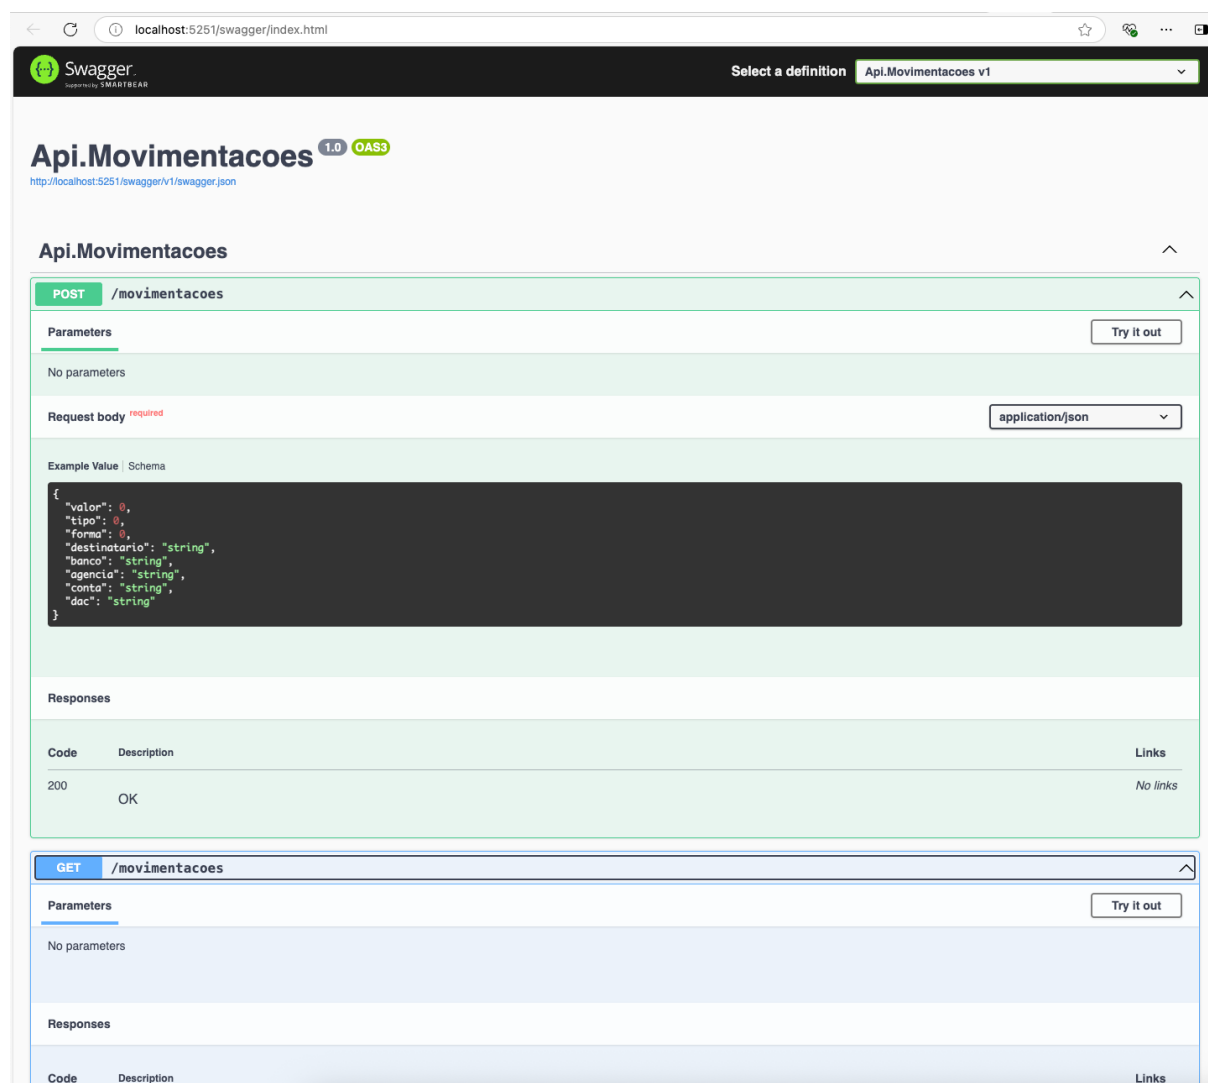 localhost:5251/swagger/index.html
Swagger.
Supported by SMARTBEAR
Select a definition
Api.Movimentacoes v1
Api.Movimentacoes 1.0 OAS3
http://localhost:5251/swagger/v1/swagger.json
Api.Movimentacoes
POST /movimentacoes
Parameters
Try it out
No parameters
Request body required
application/json
Example Value Schema
{
"valor": 0,
"tipo": 0,
"forma": 0,
"destinatario": "string",
"banco": "string",
"agencia": "string",
"conta": "string",
"dac": "string"
}
Responses
Code Description Links
200 OK No links
GET /movimentacoes
Parameters
Try it out
No parameters
Responses
Code Description Links